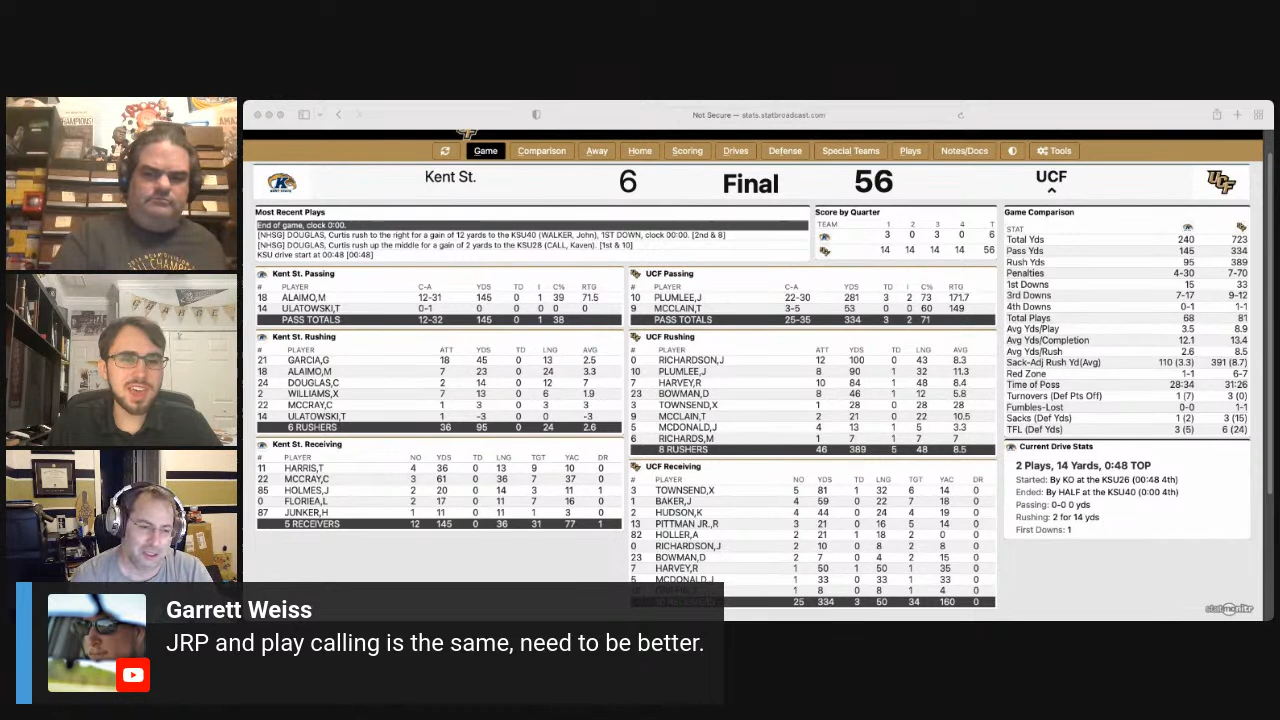 Not Secure — stats.statbroadcast.com
Game Comparison Away Home Scoring Drives Defense Special Teams Plays Notes/Docs Tools
Kent St. 6 Final 56 UCF
Most Recent Plays
End of game, clock 0:00.
[NHSG] DOUGLAS, Curtis rush to the right for a gain of 12 yards to the KSU40 (WALKER, John), 1ST DOWN, clock 00:00. [2nd & 8]
[NHSG] DOUGLAS, Curtis rush up the middle for a gain of 2 yards to the KSU28 (CALL, Kaven). [1st & 10]
KSU drive start at 00:48 [00:48]
Score by Quarter
TEAM 1 2 3 4 T
3 0 3 0 6
14 14 14 14 56
Kent St. Passing
# PLAYER C-A YDS TD I C% RTG
18 ALAIMO,M 12-31 145 0 1 39 71.5
14 ULATOWSKI,T 0-1 0 0 0 0 0
PASS TOTALS 12-32 145 0 1 38
Kent St. Rushing
# PLAYER ATT YDS TD LNG AVG
21 GARCIA,G 18 45 0 13 2.5
18 ALAIMO,M 7 23 0 24 3.3
24 DOUGLAS,C 2 14 0 12 7
2 WILLIAMS,X 7 13 0 6 1.9
22 MCCRAY,C 1 3 0 3 3
14 ULATOWSKI,T 1 -3 0 0 -3
6 RUSHERS 36 95 0 24 2.6
Kent St. Receiving
# PLAYER NO YDS TD LNG TGT YAC DR
11 HARRIS,T 4 36 0 13 9 10 0
22 MCCRAY,C 3 61 0 36 7 37 0
85 HOLMES,J 2 20 0 14 3 11 1
0 FLORIEA,L 2 17 0 11 7 16 0
87 JUNKER,H 1 11 0 11 1 3 0
5 RECEIVERS 12 145 0 36 31 77 1
UCF Passing
# PLAYER C-A YDS TD I C% RTG
10 PLUMLEE,J 22-30 281 3 2 73 171.7
9 MCCLAIN,T 3-5 53 0 0 60 149
PASS TOTALS 25-35 334 3 2 71
UCF Rushing
# PLAYER ATT YDS TD LNG AVG
0 RICHARDSON,J 12 100 0 43 8.3
10 PLUMLEE,J 8 90 1 32 11.3
7 HARVEY,R 10 84 1 48 8.4
23 BOWMAN,D 8 46 1 12 5.8
3 TOWNSEND,X 1 28 0 28 28
9 MCCLAIN,T 2 21 0 22 10.5
5 MCDONALD,J 4 13 1 5 3.3
6 RICHARDS,M 1 7 1 7 7
8 RUSHERS 46 389 5 48 8.5
UCF Receiving
# PLAYER NO YDS TD LNG TGT YAC DR
3 TOWNSEND,X 5 81 1 32 6 14 0
1 BAKER,J 4 59 0 22 7 18 0
2 HUDSON,K 4 44 0 24 4 19 0
13 PITTMAN JR.,R 3 21 0 16 5 14 0
82 HOLLER,A 2 21 1 18 2 0 0
0 RICHARDSON,J 2 10 0 8 2 8 0
23 BOWMAN,D 2 7 0 4 2 15 0
7 HARVEY,R 1 50 1 50 1 35 0
5 MCDONALD,J 1 33 0 33 1 33 0
1 8 0 8 1 4 0
25 334 3 50 34 160 0
Game Comparison
STAT
Total Yds 240 723
Pass Yds 145 334
Rush Yds 95 389
Penalties 4-30 7-70
1st Downs 15 33
3rd Downs 7-17 9-12
4th Downs 0-1 1-1
Total Plays 68 81
Avg Yds/Play 3.5 8.9
Avg Yds/Completion 12.1 13.4
Avg Yds/Rush 2.6 8.5
Sack-Adj Rush Yd(Avg) 110 (3.3) 391 (8.7)
Red Zone 1-1 6-7
Time of Poss 28:34 31:26
Turnovers (Def Pts Off) 1 (7) 3 (0)
Fumbles-Lost 0-0 1-1
Sacks (Def Yds) 1 (2) 3 (15)
TFL (Def Yds) 3 (5) 6 (24)
Current Drive Stats
2 Plays, 14 Yards, 0:48 TOP
Started: By KO at the KSU26 (00:48 4th)
Ended: By HALF at the KSU40 (0:00 4th)
Passing: 0-0 0 yds
Rushing: 2 for 14 yds
First Downs: 1
statmonitr
Garrett Weiss
JRP and play calling is the same, need to be better.